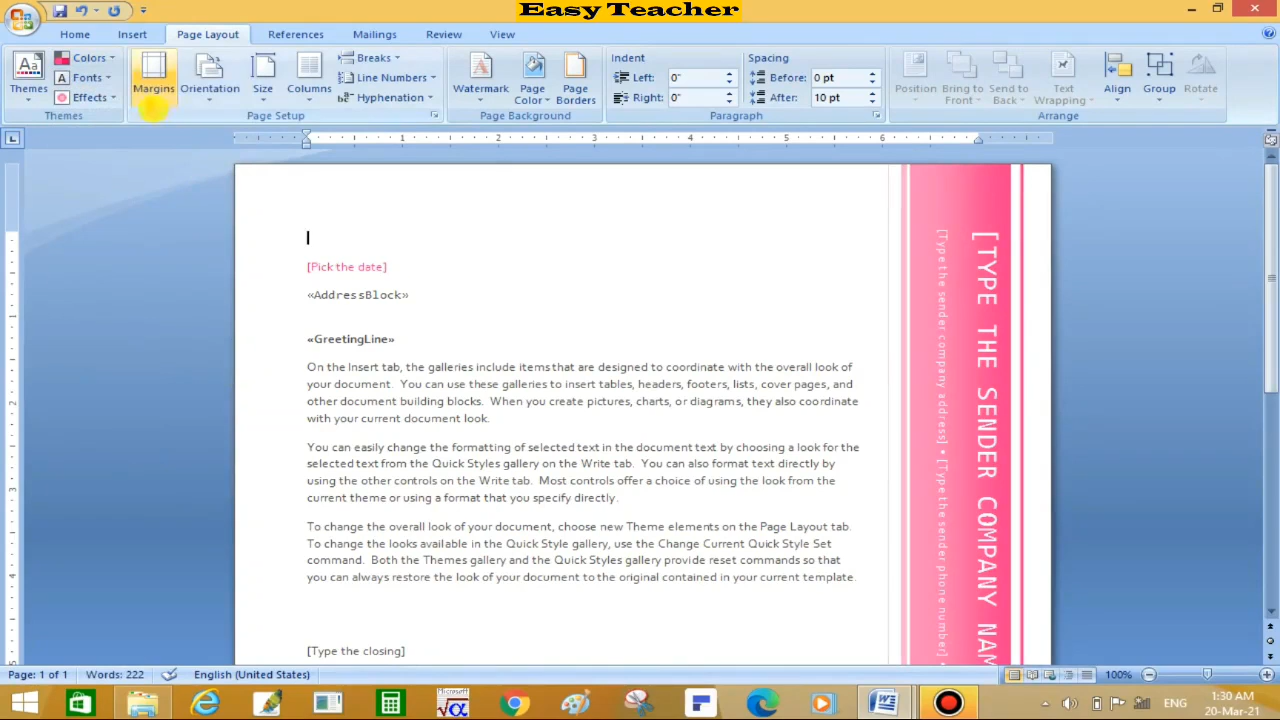 Easy Teacher
Home Insert Page Layout References Mailings Review View
Themes Colors Fonts Effects
Margins Orientation Size Columns Breaks Line Numbers Hyphenation
Watermark Page Color Page Borders
Indent Left: 0" Right: 0"
Spacing Before: 0 pt After: 10 pt
Position Bring to Front Send to Back Text Wrapping Align Group Rotate
Themes Page Setup Page Background Paragraph Arrange
1 2 3 4 5 6
[Pick the date]
«AddressBlock»
«GreetingLine»
On the Insert tab, the galleries include items that are designed to coordinate with the overall look of
your document. You can use these galleries to insert tables, headers, footers, lists, cover pages, and
other document building blocks. When you create pictures, charts, or diagrams, they also coordinate
with your current document look.
You can easily change the formatting of selected text in the document text by choosing a look for the
selected text from the Quick Styles gallery on the Write tab. You can also format text directly by
using the other controls on the Write tab. Most controls offer a choice of using the look from the
current theme or using a format that you specify directly.
To change the overall look of your document, choose new Theme elements on the Page Layout tab.
To change the looks available in the Quick Style gallery, use the Change Current Quick Style Set
command. Both the Themes gallery and the Quick Styles gallery provide reset commands so that
you can always restore the look of your document to the original contained in your current template
[Type the closing]
[TYPE THE SENDER COMPANY NAM
[Type the sender company address] • [Type the sender phone number] •
Page: 1 of 1 Words: 222 English (United States) 100%
Microsoft
ENG
1:30 AM
20-Mar-21